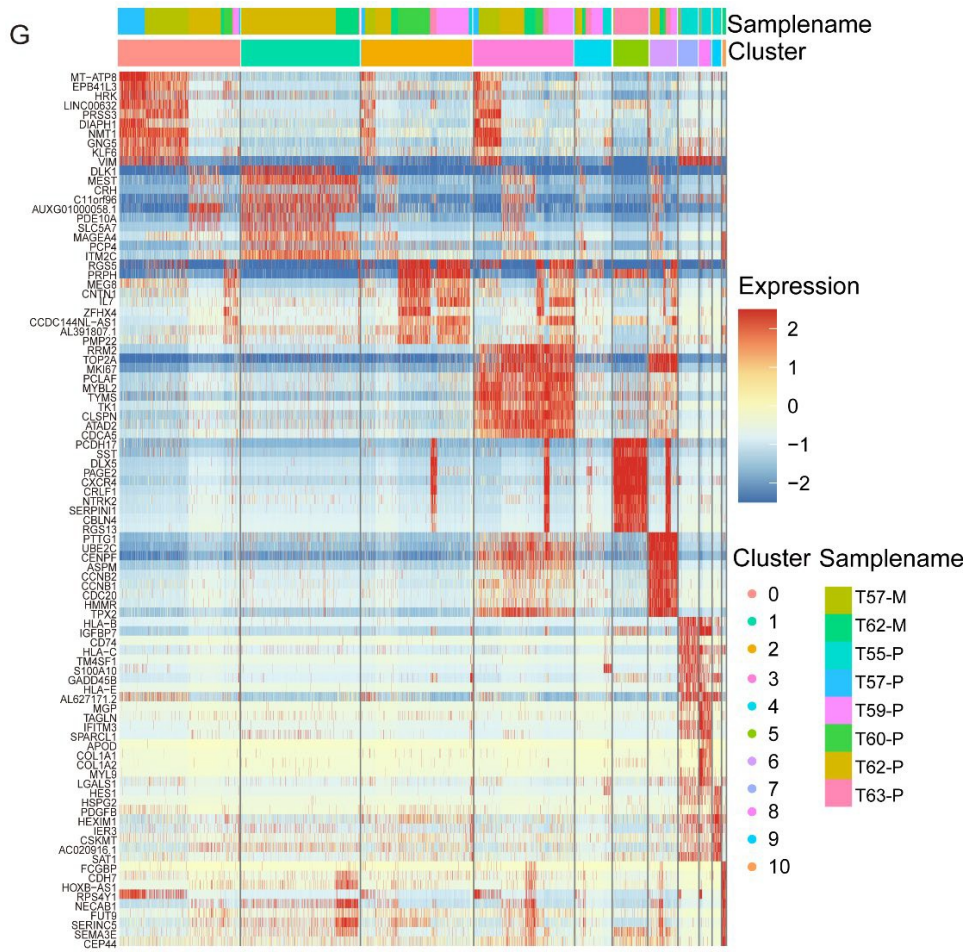 G
Samplename
Cluster
MT-ATP8
EPB41L3
HRK
LINC00632
PRSS3
DIAPH1
NMT1
GNG5
KLF6
VIM
DLK1
MEST
CRH
C11orf96
AUXG01000058.1
PDE10A
SLC5A7
MAGEA4
PCP4
ITM2C
RGS5
PRPH
MEG8
CNTN1
IL7
ZFHX4
CCDC144NL-AS1
AL391807.1
PMP22
RRM2
TOP2A
MKI67
PCLAF
MYBL2
TYMS
TK1
CLSPN
ATAD2
CDCA5
PCDH17
SST
DLX5
PAGE2
CXCR4
CRLF1
NTRK2
SERPINI1
CBLN4
RGS13
PTTG1
UBE2C
CENPF
ASPM
CCNB2
CCNB1
CDC20
HMMR
TPX2
HLA-B
IGFBP7
CD74
HLA-C
TM4SF1
S100A10
GADD45B
HLA-E
AL627171.2
MGP
TAGLN
IFITM3
SPARCL1
APOD
COL1A1
COL1A2
MYL9
LGALS1
HES1
HSPG2
PDGFB
HEXIM1
IER3
CSKMT
AC020916.1
SAT1
FCGBP
CDH7
HOXB-AS1
RPS4Y1
NECAB1
FUT9
SERINC5
SEMA3E
CEP44
Expression
2
1
0
−1
−2
Cluster
0
1
2
3
4
5
6
7
8
9
10
Samplename
T57-M
T62-M
T55-P
T57-P
T59-P
T60-P
T62-P
T63-P